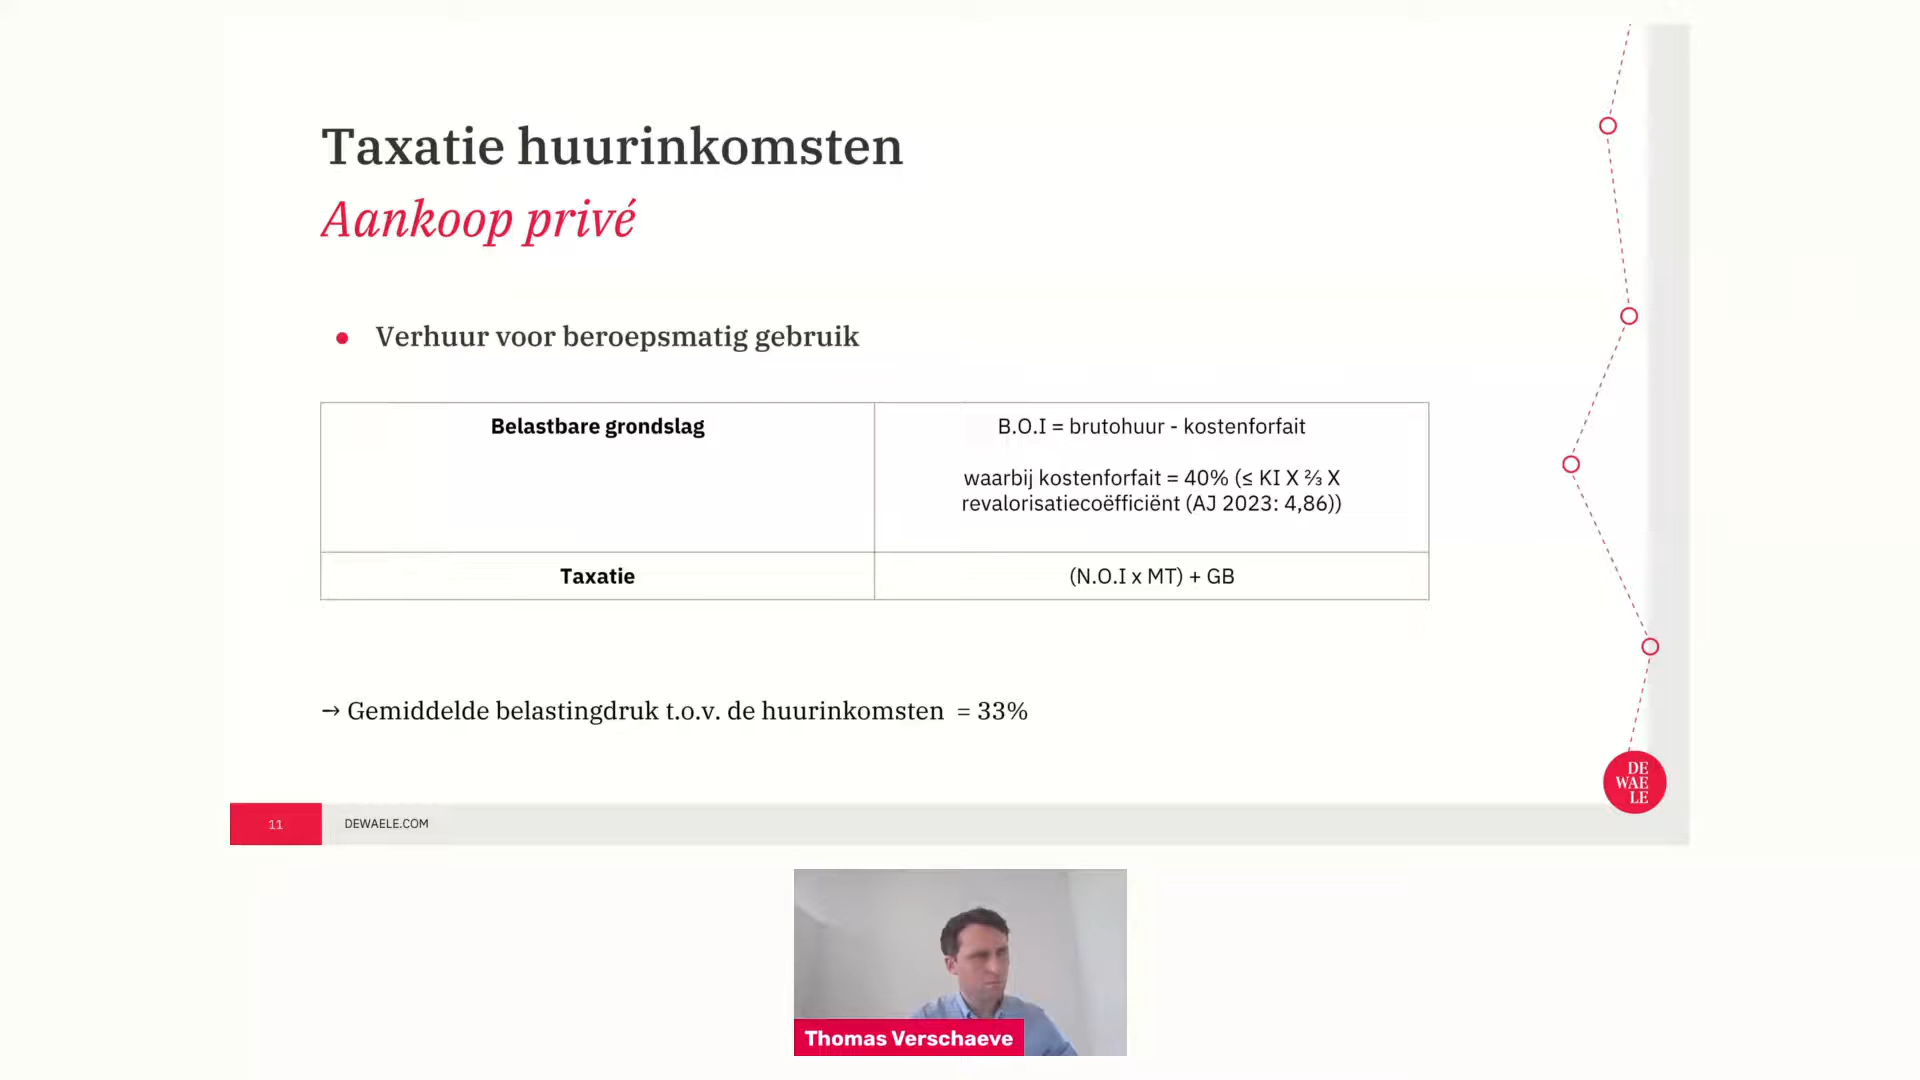 Taxatie huurinkomsten
Aankoop privé
● Verhuur voor beroepsmatig gebruik
Belastbare grondslag
B.O.I = brutohuur - kostenforfait
waarbij kostenforfait = 40% (≤ KI X ⅔ X
revalorisatiecoëfficiënt (AJ 2023: 4,86))
Taxatie
(N.O.I x MT) + GB
→ Gemiddelde belastingdruk t.o.v. de huurinkomsten = 33%
DE
WAE
LE
11
DEWAELE.COM
Thomas Verschaeve